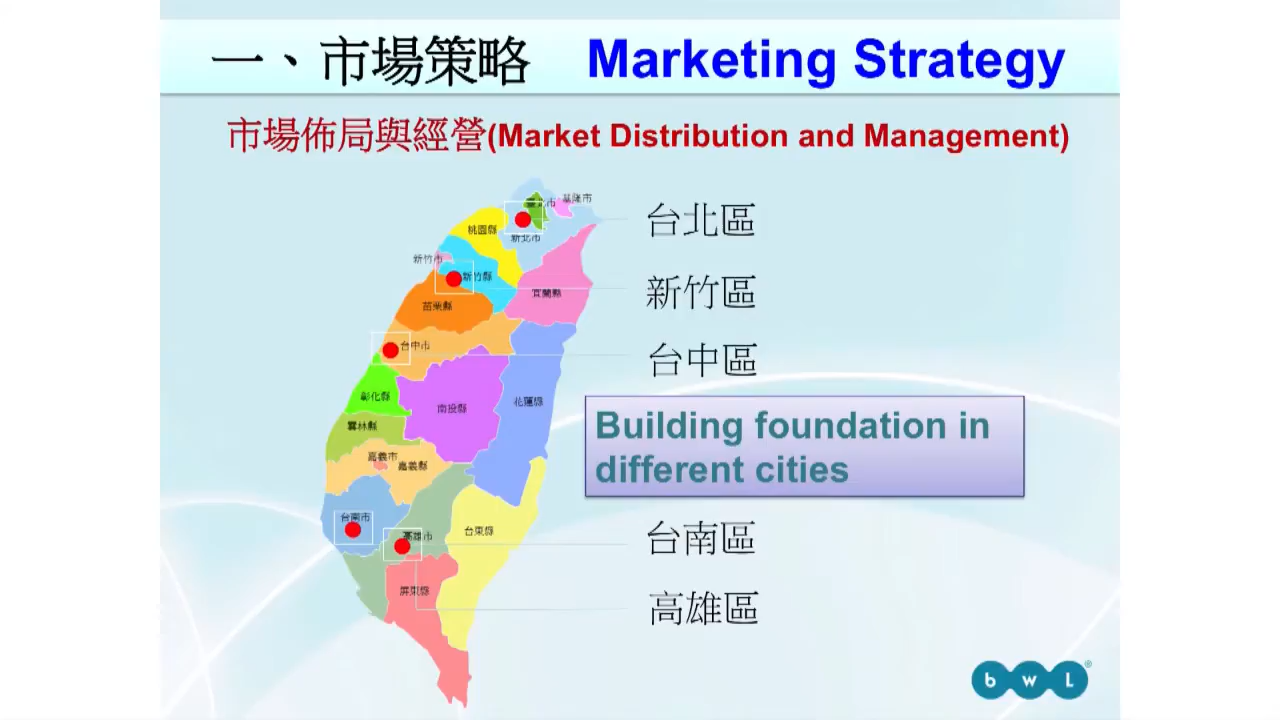 一、市場策略 Marketing Strategy
市場佈局與經營(Market Distribution and Management)
基隆市
臺北市
台北區
桃園縣
新北市
新竹市
新竹縣
新竹區
宜蘭縣
苗栗縣
台中市
台中區
彰化縣
南投縣
花蓮縣
Building foundation in
different cities
雲林縣
嘉義市
嘉義縣
台南市
高雄市
台東縣
台南區
屏東縣
高雄區
bwL®